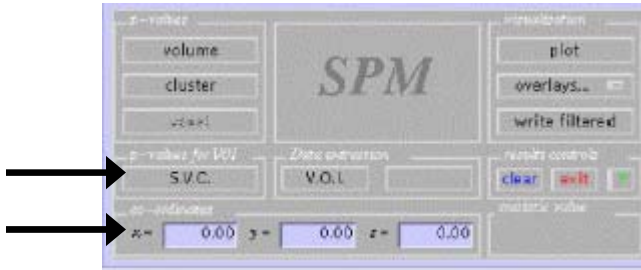 p-values
visualization
volume
plot
SPM
cluster
overlays...
voxel
write filtered
p-values for VOI
Data extraction
results controls
S.V.C.
V.O.I.
clear
exit
co-ordinates
statistic value
x = 0.00 y = 0.00 z = 0.00